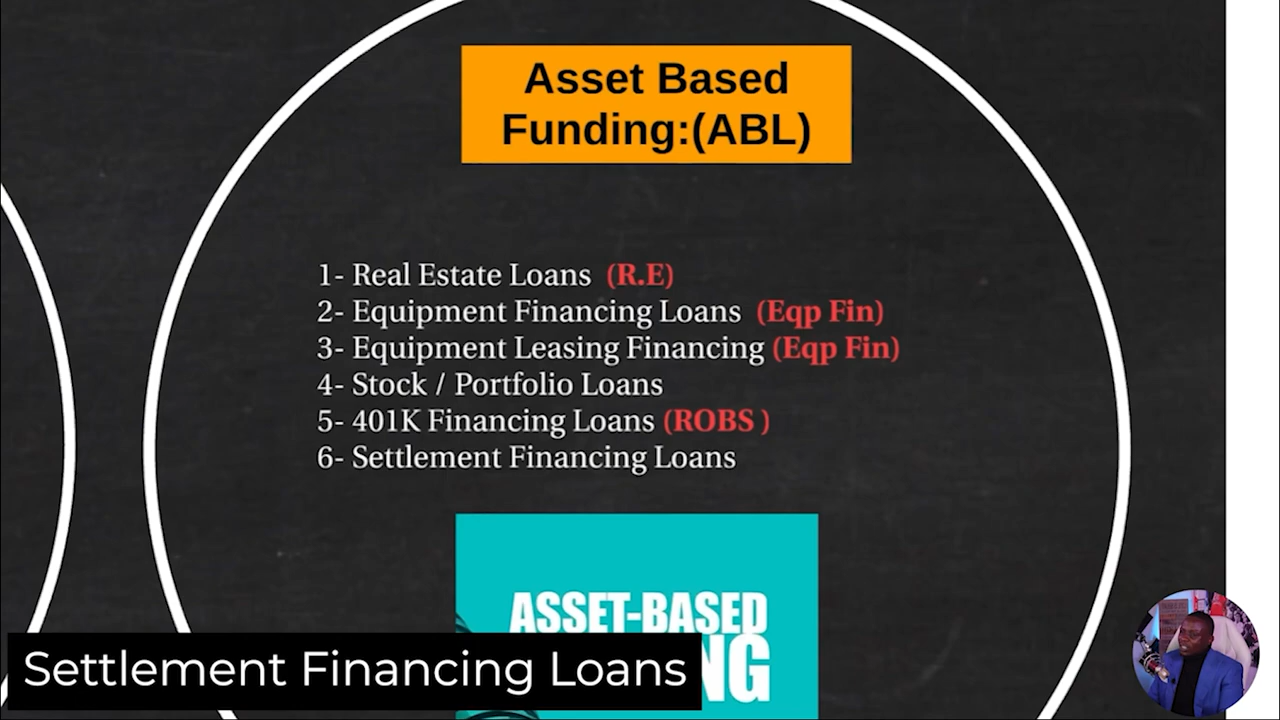 Asset Based
Funding:(ABL)
1- Real Estate Loans (R.E)
2- Equipment Financing Loans (Eqp Fin)
3- Equipment Leasing Financing (Eqp Fin)
4- Stock / Portfolio Loans
5- 401K Financing Loans (ROBS )
6- Settlement Financing Loans
ASSET-BASED
NG
Settlement Financing Loans